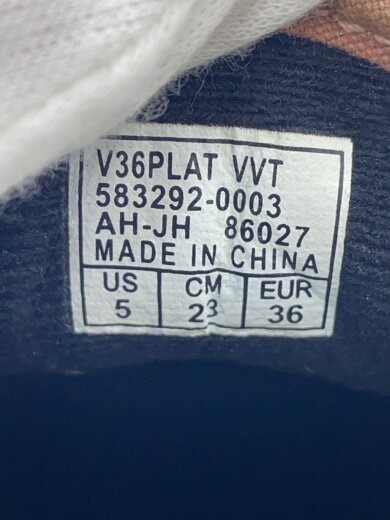 V36PLAT VVT
583292-0003
AH-JH 86027
MADE IN CHINA
US CM EUR
5 23 36